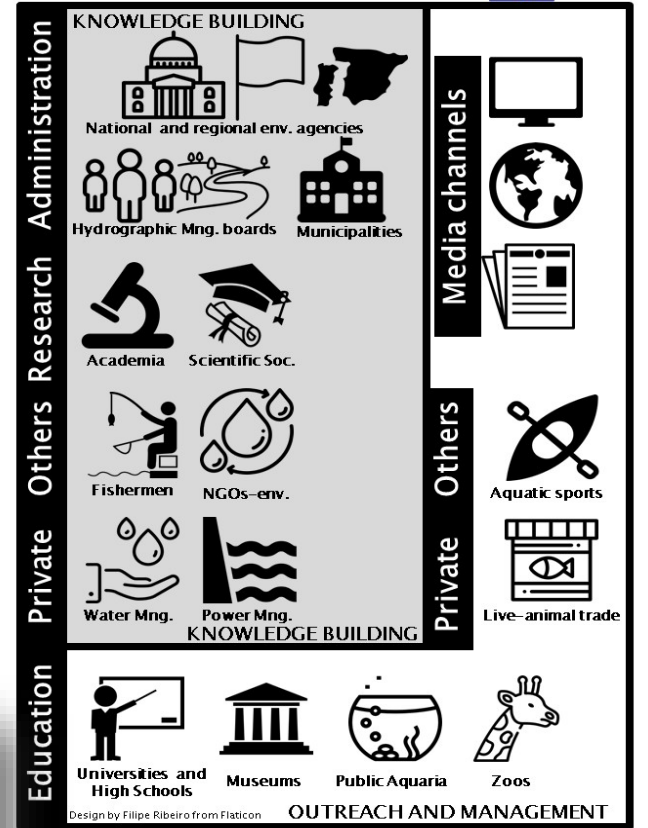 KNOWLEDGE BUILDING
Administration
National and regional env. agencies
Hydrographic Mng. boards
Municipalities
Research
Academia
Scientific Soc.
Others
Fishermen
NGOs-env.
Private
Water Mng.
Power Mng.
KNOWLEDGE BUILDING
Media channels
Others
Aquatic sports
Private
Live-animal trade
Education
Universities and
High Schools
Museums
Public Aquaria
Zoos
Design by Filipe Ribeiro from Flaticon
OUTREACH AND MANAGEMENT